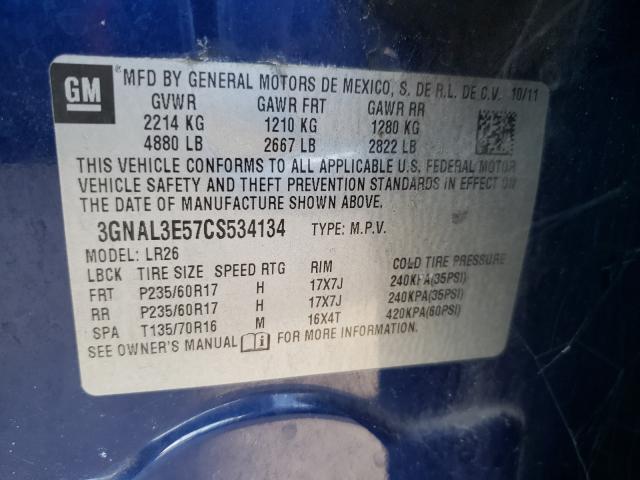 GM ® MFD BY GENERAL MOTORS DE MEXICO, S. DE R.L. DE C.V. 10/11
GVWR GAWR FRT GAWR RR
2214 KG 1210 KG 1280 KG
4880 LB 2667 LB 2822 LB
THIS VEHICLE CONFORMS TO ALL APPLICABLE U.S. FEDERAL MOTOR
VEHICLE SAFETY AND THEFT PREVENTION STANDARDS IN EFFECT ON
THE DATE OF MANUFACTURE SHOWN ABOVE.
3GNAL3E57CS534134 TYPE: M.P.V.
MODEL: LR26
LBCK TIRE SIZE SPEED RTG RIM COLD TIRE PRESSURE
FRT P235/60R17 H 17X7J 240KPA(35PSI)
RR P235/60R17 H 17X7J 240KPA(35PSI)
SPA T135/70R16 M 16X4T 420KPA(60PSI)
SEE OWNER'S MANUAL FOR MORE INFORMATION.